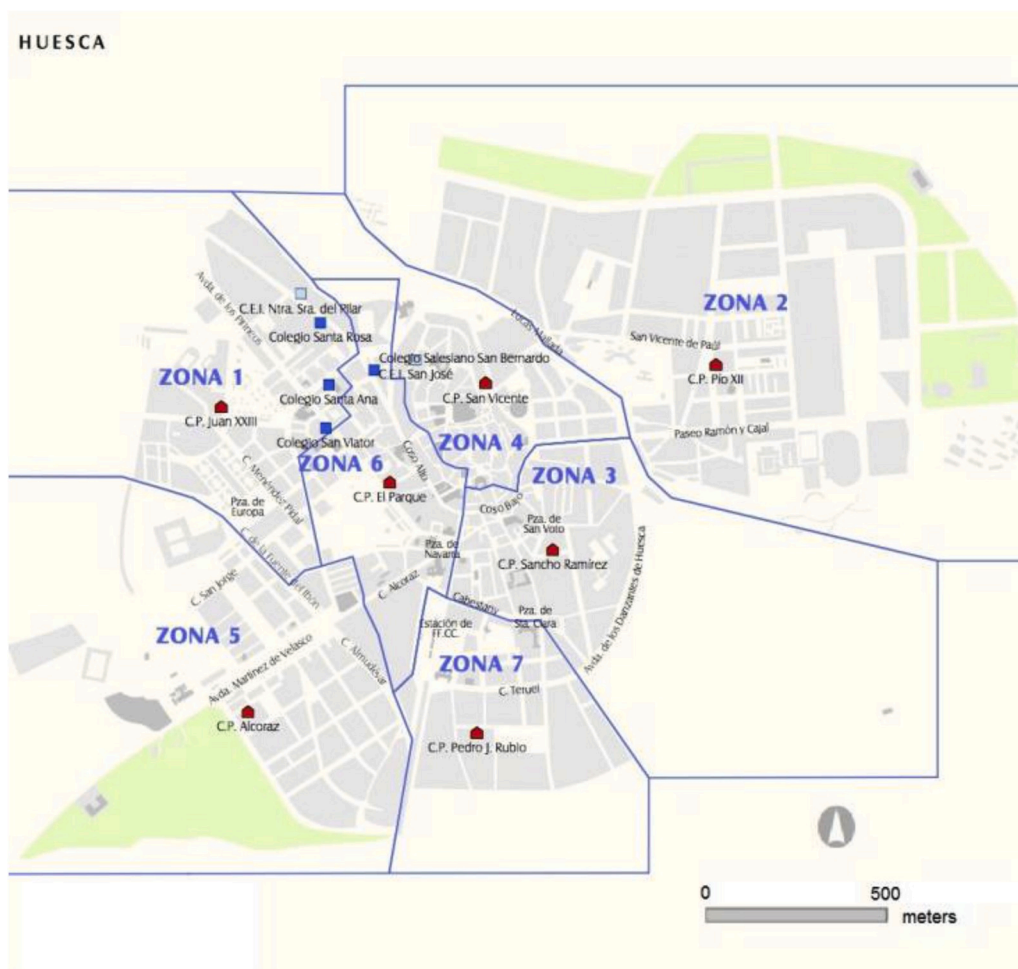 HUESCA
ZONA 2
Avda. de los Pirineos
C.E.I. Ntra. Sra. del Pilar
Colegio Santa Rosa
Lucas Mallada
San Vicente de Paúl
Colegio Salesiano San Bernardo
C.E.I. San José
C.P. Pío XII
ZONA 1
Colegio Santa Ana
C.P. San Vicente
C.P. Juan XXIII
Colegio San Viator
Paseo Ramón y Cajal
ZONA 4
ZONA 6
Coso Alto
ZONA 3
C. Menéndez Pidal
C.P. El Parque
Pza. de
Europa
Coso Bajo
Pza. de
San Voto
Pza. de
Navarra
C.P. Sancho Ramírez
C. de la Fuente del Ibón
C. San Jorge
C. Alcoraz
Cabestany
Avda. de los Danzantes de Huesca
Pza. de
Sta. Clara
Estación de
FF.CC.
ZONA 5
ZONA 7
Avda. Martínez de Velasco
C. Almudévar
C. Teruel
C.P. Alcoraz
C.P. Pedro J. Rubio
0
500
meters